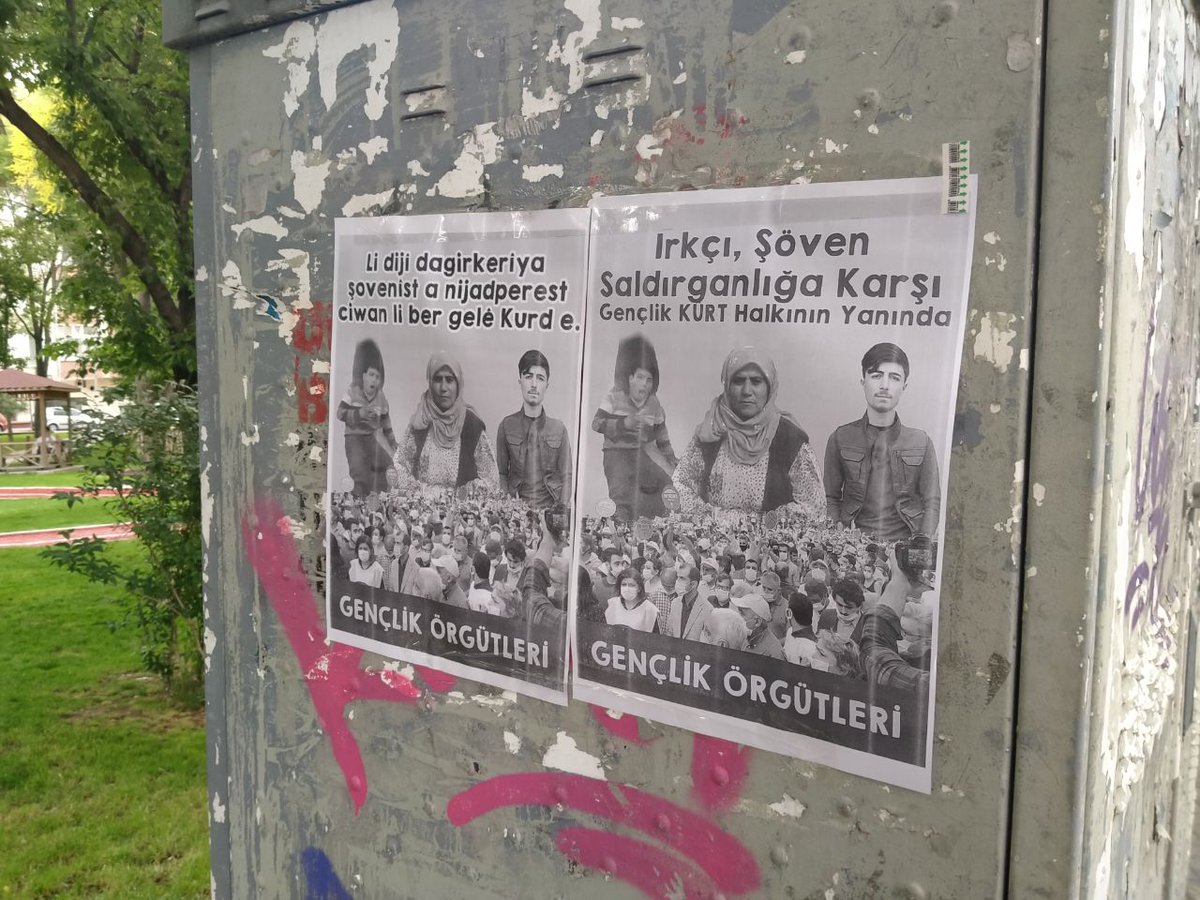 Li diji dagirkeriya
şovenist a nijadperest
ciwan li ber gelê Kurd e.
GENÇLİK ÖRGÜTLERİ
Irkçı, Şöven
Saldırganlığa Karşı
Gençlik KURT Halkının Yanında
GENÇLİK ÖRGÜTLERİ